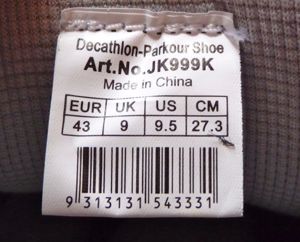 Decathlon-Parkour Shoe
Art.No.JK999K
Made in China
EUR UK US CM
43 9 9.5 27.3
9 313131 543331